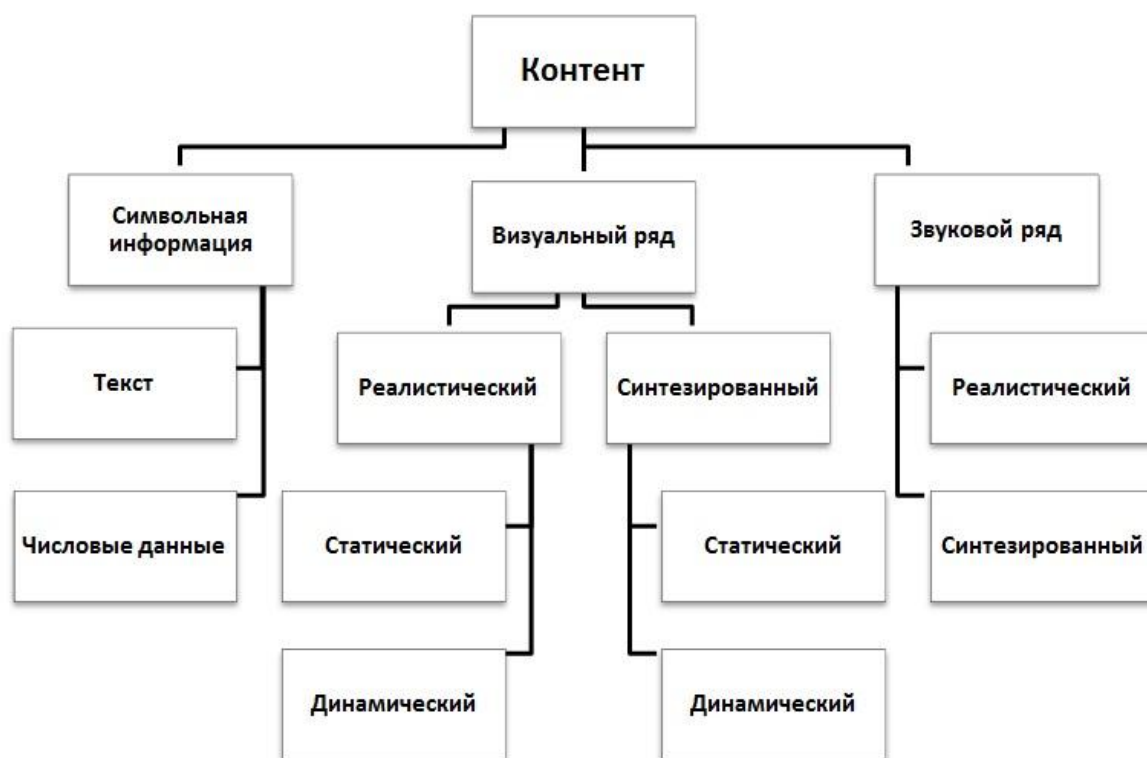 Контент
Символьная
информация
Визуальный ряд
Звуковой ряд
Текст
Реалистический
Синтезированный
Реалистический
Числовые данные
Статический
Статический
Синтезированный
Динамический
Динамический